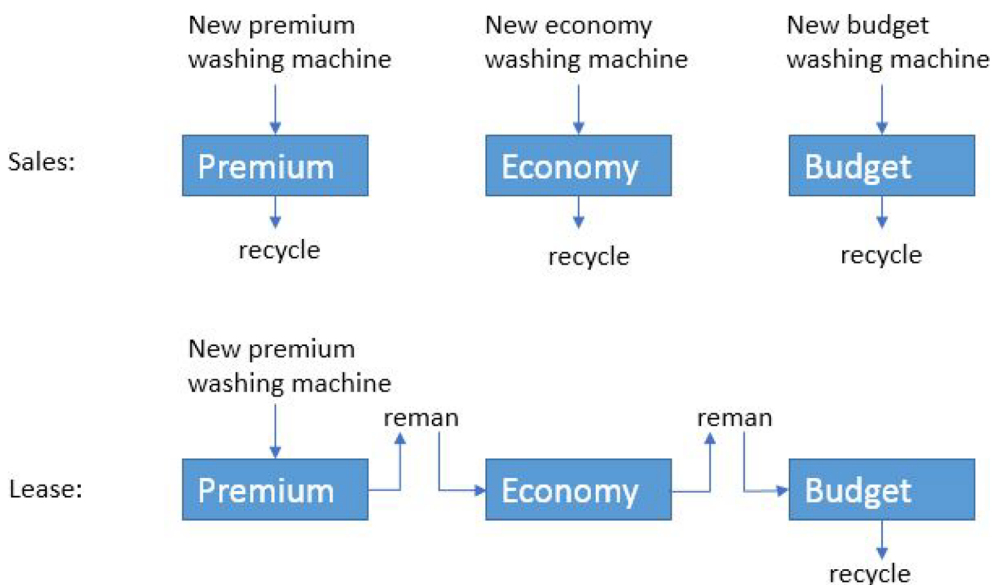 New premium
washing machine
New economy
washing machine
New budget
washing machine
Sales:
Premium
Economy
Budget
recycle
recycle
recycle
New premium
washing machine
reman
reman
Lease:
Premium
Economy
Budget
recycle